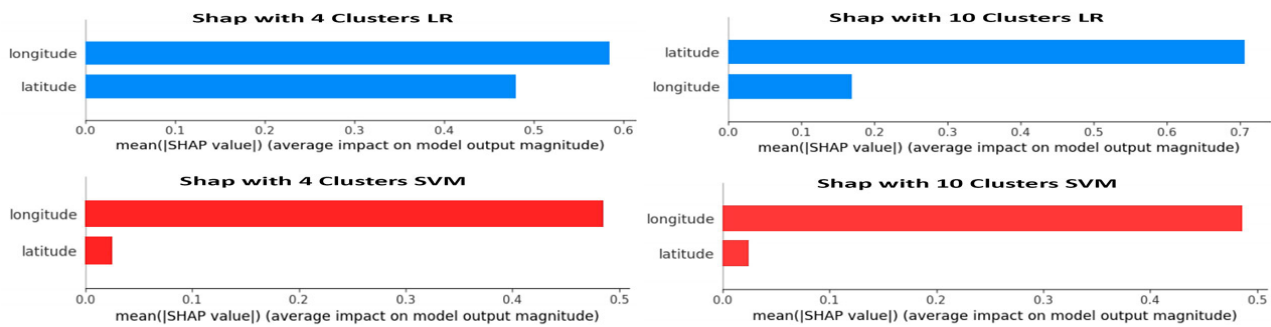 Shap with 4 Clusters LR
longitude
latitude
0.0 0.1 0.2 0.3 0.4 0.5 0.6
mean(|SHAP value|) (average impact on model output magnitude)
Shap with 10 Clusters LR
latitude
longitude
0.0 0.1 0.2 0.3 0.4 0.5 0.6 0.7
mean(|SHAP value|) (average impact on model output magnitude)
Shap with 4 Clusters SVM
longitude
latitude
0.0 0.1 0.2 0.3 0.4 0.5
mean(|SHAP value|) (average impact on model output magnitude)
Shap with 10 Clusters SVM
longitude
latitude
0.0 0.1 0.2 0.3 0.4 0.5
mean(|SHAP value|) (average impact on model output magnitude)